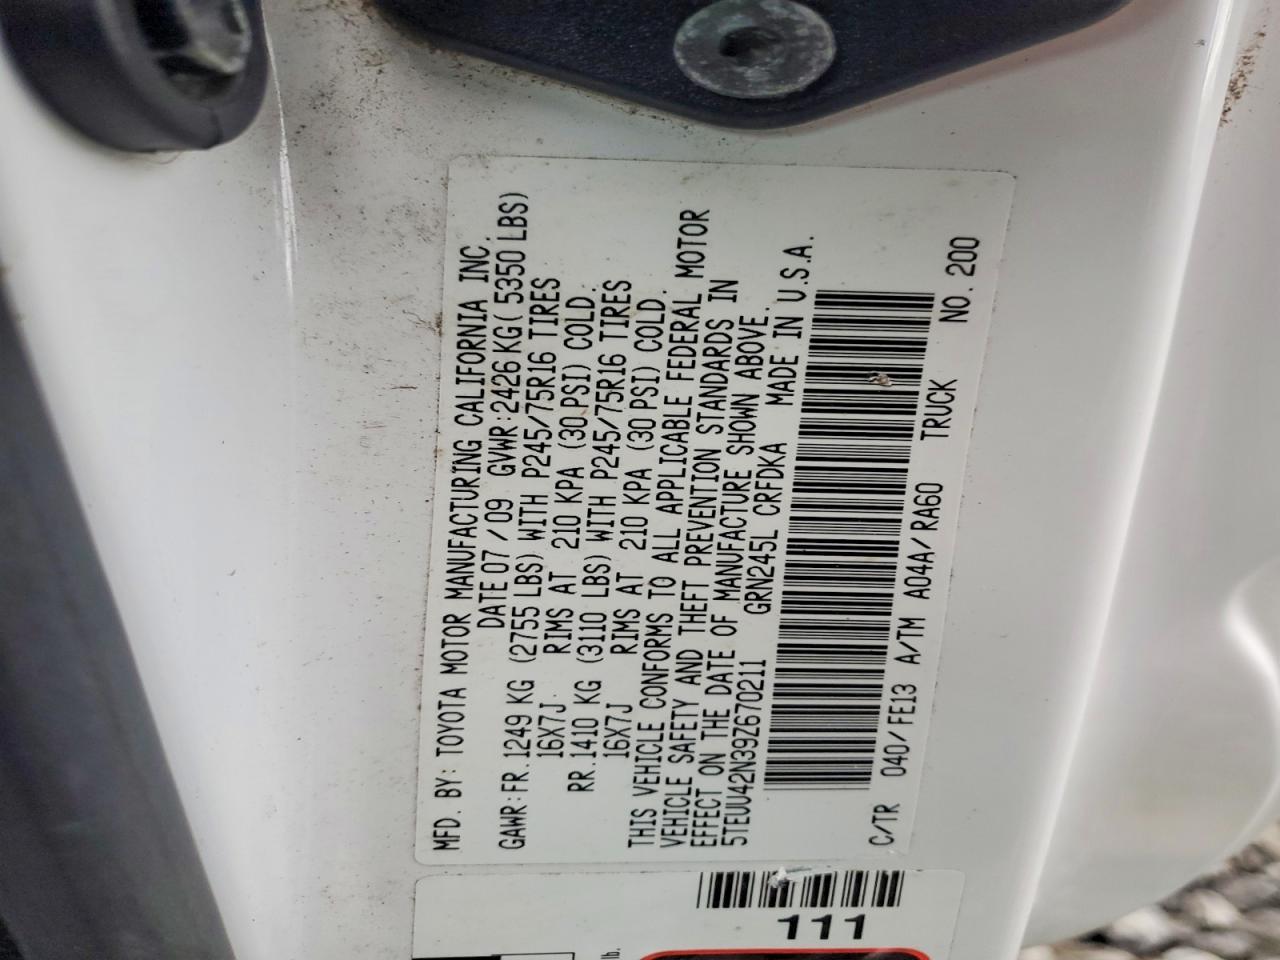 MFD. BY: TOYOTA MOTOR MANUFACTURING CALIFORNIA INC.
DATE 07 / 09 GVWR: 2426 KG( 5350 LBS)
GAWR: FR. 1249 KG (2755 LBS) WITH P245/75R16 TIRES
16X7J RIMS AT 210 KPA (30 PSI) COLD.
RR. 1410 KG (3110 LBS) WITH P245/75R16 TIRES
16X7J RIMS AT 210 KPA (30 PSI) COLD.
THIS VEHICLE CONFORMS TO ALL APPLICABLE FEDERAL MOTOR
VEHICLE SAFETY AND THEFT PREVENTION STANDARDS IN
EFFECT ON THE DATE OF MANUFACTURE SHOWN ABOVE.
5TEUU42N39Z670211 GRN245L CRFDKA MADE IN U.S.A.
C/TR 040/FE13 A/TM A04A/RA60 TRUCK NO. 200
111
lb.